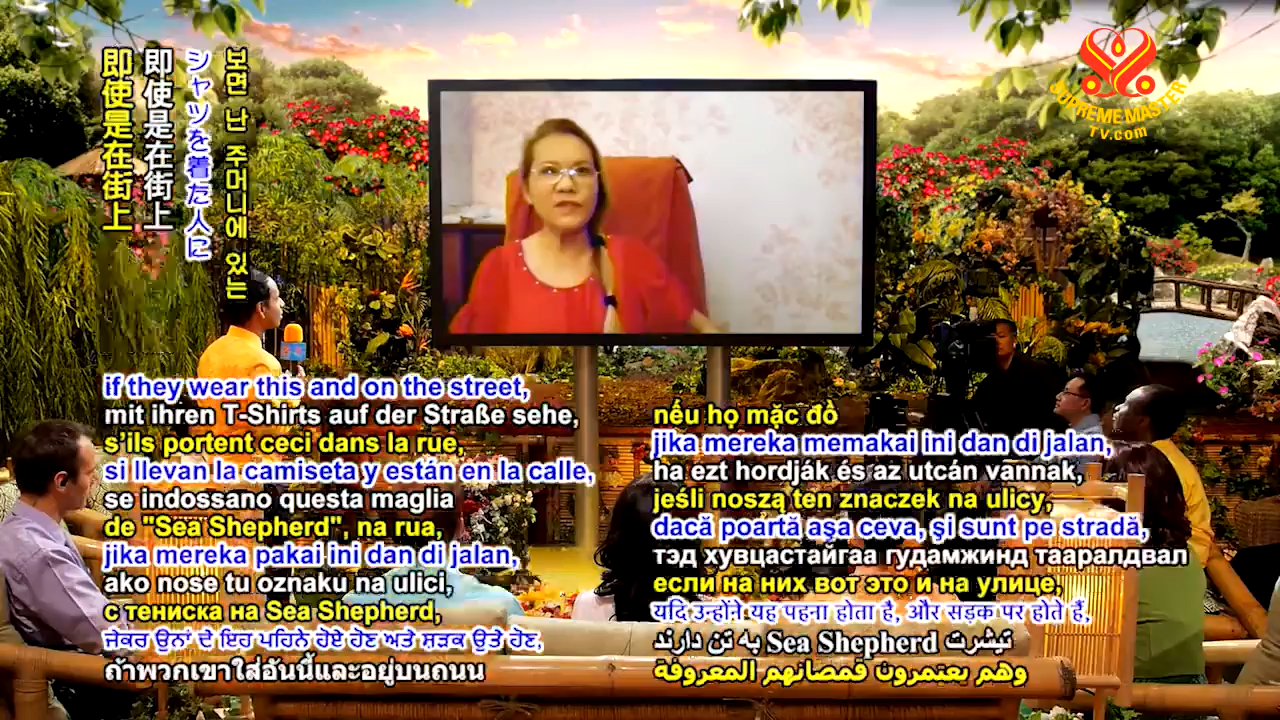 보면 난 주머니에 있는
シャツを着た人に
即使是在街上
即使是在街上
SUPREME MASTER
TV.com
if they wear this and on the street,
mit ihren T-Shirts auf der Straße sehe,
s'ils portent ceci dans la rue,
si llevan la camiseta y están en la calle,
se indossano questa maglia
de "Sea Shepherd", na rua,
jika mereka pakai ini dan di jalan,
ako nose tu oznaku na ulici,
с тениска на Sea Shepherd,
ਜੇਕਰ ਉਨਾਂ ਦੇ ਇਹ ਪਹਿਨੇ ਹੋਏ ਹੋਣ ਅਤੇ ਸੜਕ ਉਤੇ ਹੋਣ,
ถ้าพวกเขาใส่อันนี้และอยู่บนถนน
nếu họ mặc đồ
jika mereka memakai ini dan di jalan,
ha ezt hordják és az utcán vannak,
jeśli noszą ten znaczek na ulicy,
dacă poartă aşa ceva, şi sunt pe stradă,
тэд хувцастайгаа гудамжинд тааралдвал
если на них вот это и на улице,
यदि उन्होंने यह पहना होता है, और सड़क पर होते हैं,
تیشرت Sea Shepherd به تن دارند
وهم يعتمرون قمصانهم المعروفة